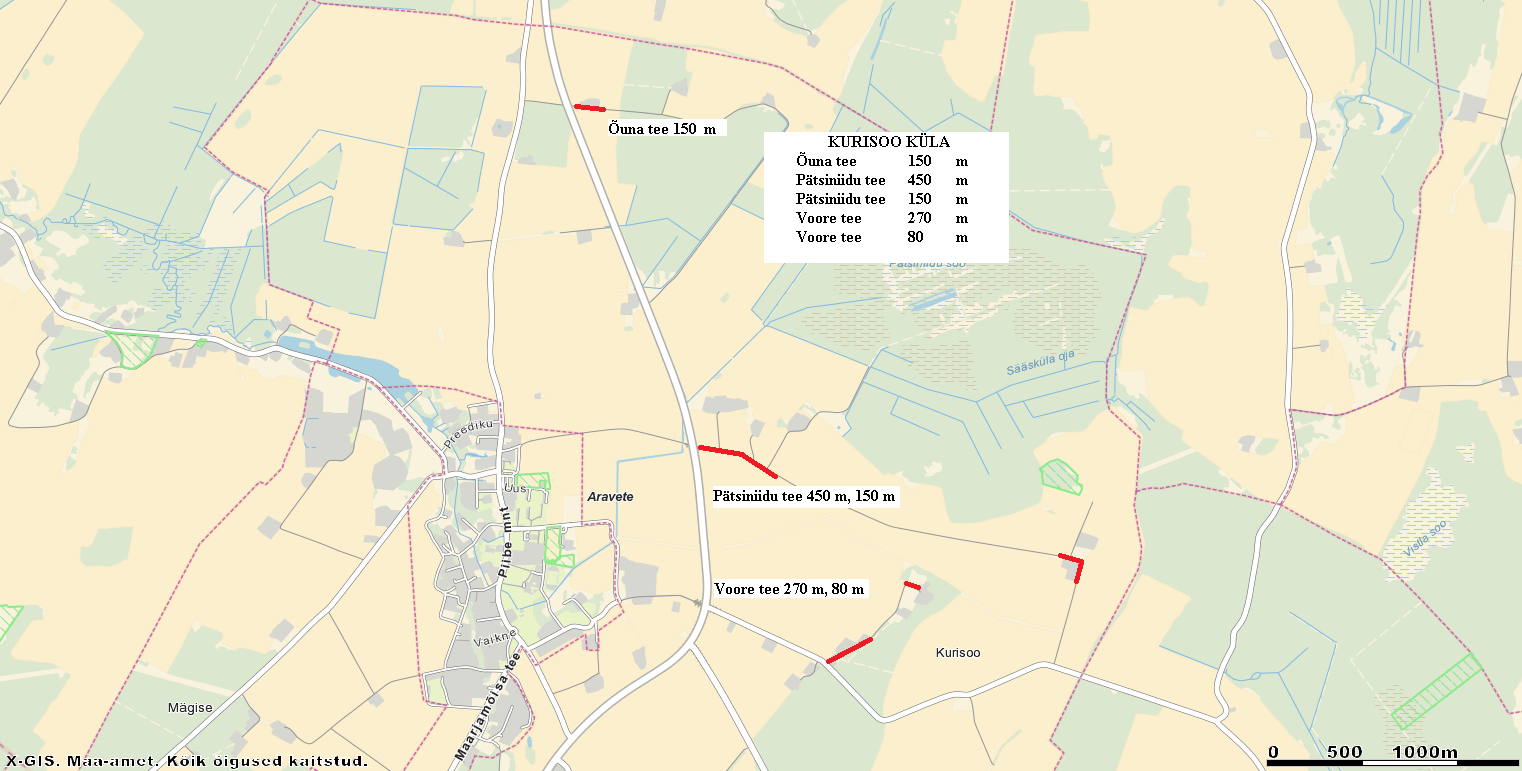 Õuna tee 150 m
KURISOO KÜLA
Õuna tee 150 m
Pätsiniidu tee 450 m
Pätsiniidu tee 150 m
Voore tee 270 m
Voore tee 80 m
Pätsiniidu soo
Sääsküla oja
Preediku
Uus
Aravete
Piibe mnt
Pätsiniidu tee 450 m, 150 m
Visila soo
Voore tee 270 m, 80 m
Vaikne
Kurisoo
Maarjamõisa tee
Mägise
X-GIS. Maa-amet. Kõik õigused kaitstud.
0 500 1000m